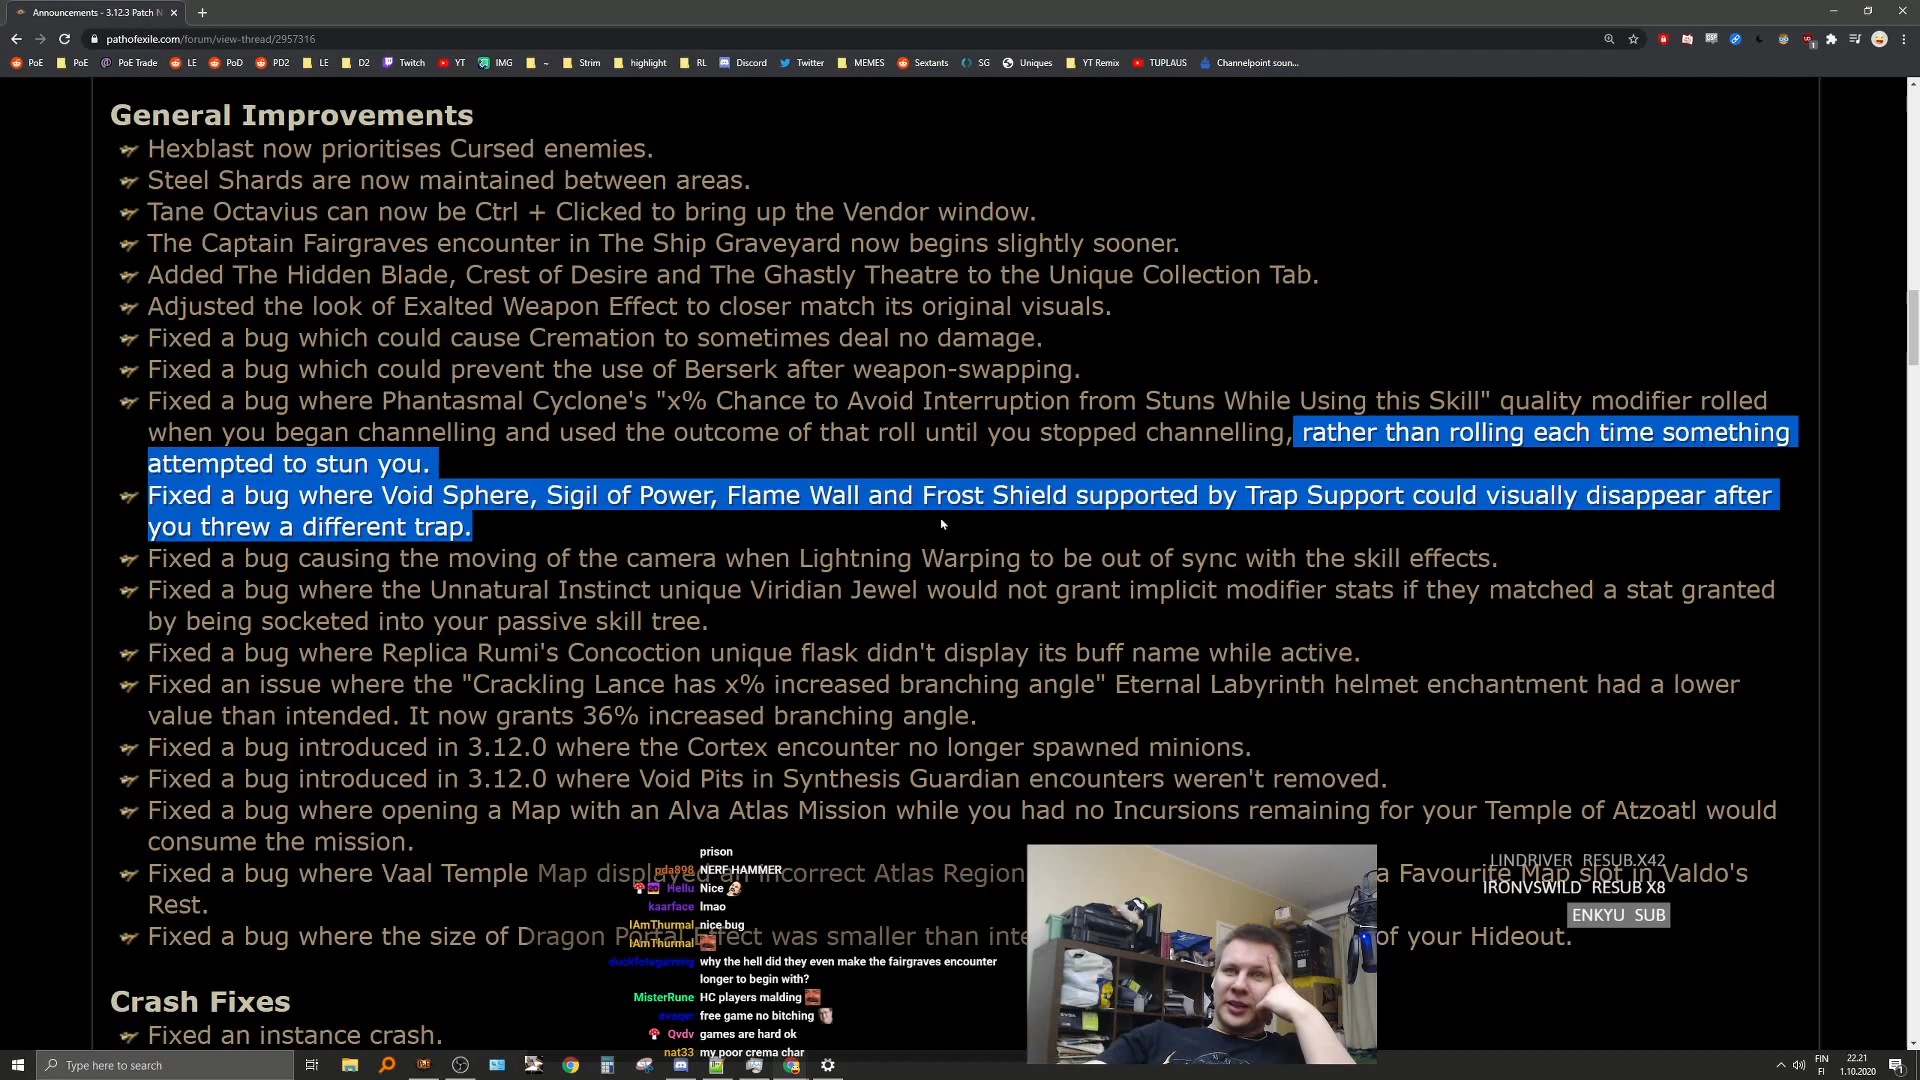 Announcements - 3.12.3 Patch N
pathofexile.com/forum/view-thread/2957316
PoE PoE PoE Trade LE PoD PD2 LE D2 Twitch YT IMG ~ Strim highlight RL Discord Twitter MEMES Sextants SG Uniques YT Remix TUPLAUS Channelpoint soun...
General Improvements
Hexblast now prioritises Cursed enemies.
Steel Shards are now maintained between areas.
Tane Octavius can now be Ctrl + Clicked to bring up the Vendor window.
The Captain Fairgraves encounter in The Ship Graveyard now begins slightly sooner.
Added The Hidden Blade, Crest of Desire and The Ghastly Theatre to the Unique Collection Tab.
Adjusted the look of Exalted Weapon Effect to closer match its original visuals.
Fixed a bug which could cause Cremation to sometimes deal no damage.
Fixed a bug which could prevent the use of Berserk after weapon-swapping.
Fixed a bug where Phantasmal Cyclone's "x% Chance to Avoid Interruption from Stuns While Using this Skill" quality modifier rolled
when you began channelling and used the outcome of that roll until you stopped channelling, rather than rolling each time something
attempted to stun you.
Fixed a bug where Void Sphere, Sigil of Power, Flame Wall and Frost Shield supported by Trap Support could visually disappear after
you threw a different trap.
Fixed a bug causing the moving of the camera when Lightning Warping to be out of sync with the skill effects.
Fixed a bug where the Unnatural Instinct unique Viridian Jewel would not grant implicit modifier stats if they matched a stat granted
by being socketed into your passive skill tree.
Fixed a bug where Replica Rumi's Concoction unique flask didn't display its buff name while active.
Fixed an issue where the "Crackling Lance has x% increased branching angle" Eternal Labyrinth helmet enchantment had a lower
value than intended. It now grants 36% increased branching angle.
Fixed a bug introduced in 3.12.0 where the Cortex encounter no longer spawned minions.
Fixed a bug introduced in 3.12.0 where Void Pits in Synthesis Guardian encounters weren't removed.
Fixed a bug where opening a Map with an Alva Atlas Mission while you had no Incursions remaining for your Temple of Atzoatl would
consume the mission.
Fixed a bug where Vaal Temple Map displayed an incorrect Atlas Region a Favourite Map slot in Valdo's
Rest.
Fixed a bug where the size of Dragon Portal Effect was smaller than inte of your Hideout.
Crash Fixes
Fixed an instance crash.
prison
pda898 NERF HAMMER
Hellu Nice
kaarface lmao
IAmThurmal nice bug
IAmThurmal
why the hell did they even make the fairgraves encounter
longer to begin with?
MisterRune HC players malding
free game no bitching
Qvdv games are hard ok
nat33 my poor crema char
LINDRIVER RESUB X42
IRONVSWILD RESUB X8
ENKYU SUB
Type here to search
FIN
FI
22.21
1.10.2020